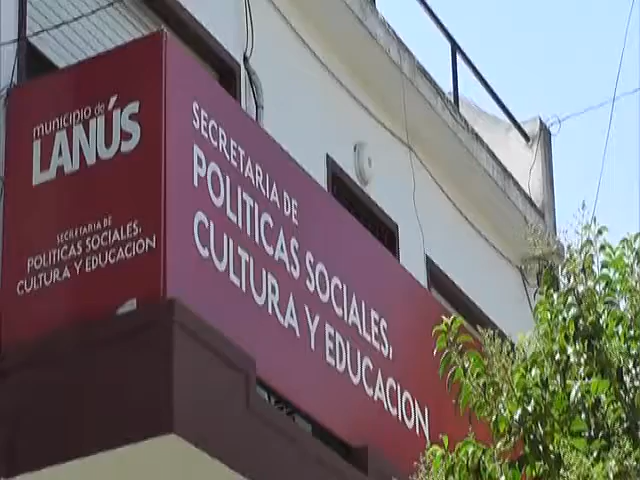 municipio de
LANÚS
SECRETARIA DE
POLITICAS SOCIALES,
CULTURA Y EDUCACION
SECRETARIA DE
POLITICAS SOCIALES,
CULTURA Y EDUCACION